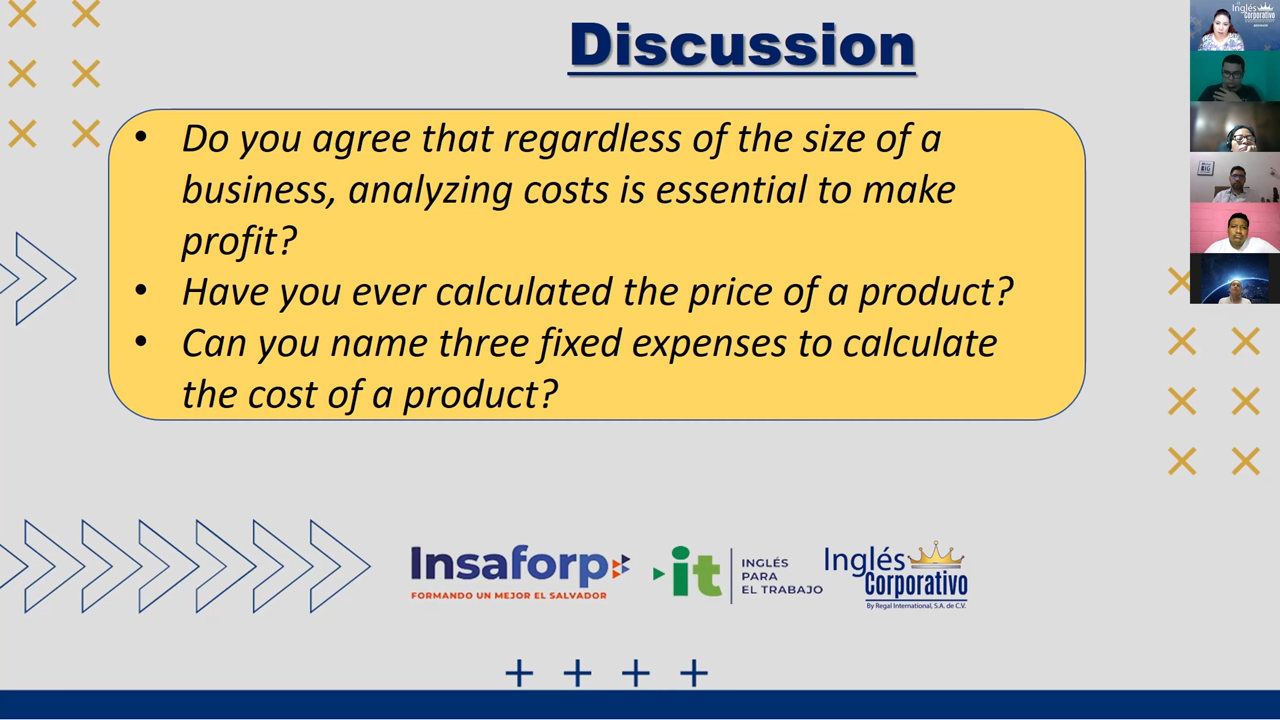 Discussion
• Do you agree that regardless of the size of a
business, analyzing costs is essential to make
profit?
• Have you ever calculated the price of a product?
• Can you name three fixed expenses to calculate
the cost of a product?
Insaforp
FORMANDO UN MEJOR EL SALVADOR
it
INGLÉS
PARA
EL TRABAJO
Inglés
Corporativo
By Regal International, S.A. de C.V.
Inglés
Corporativo